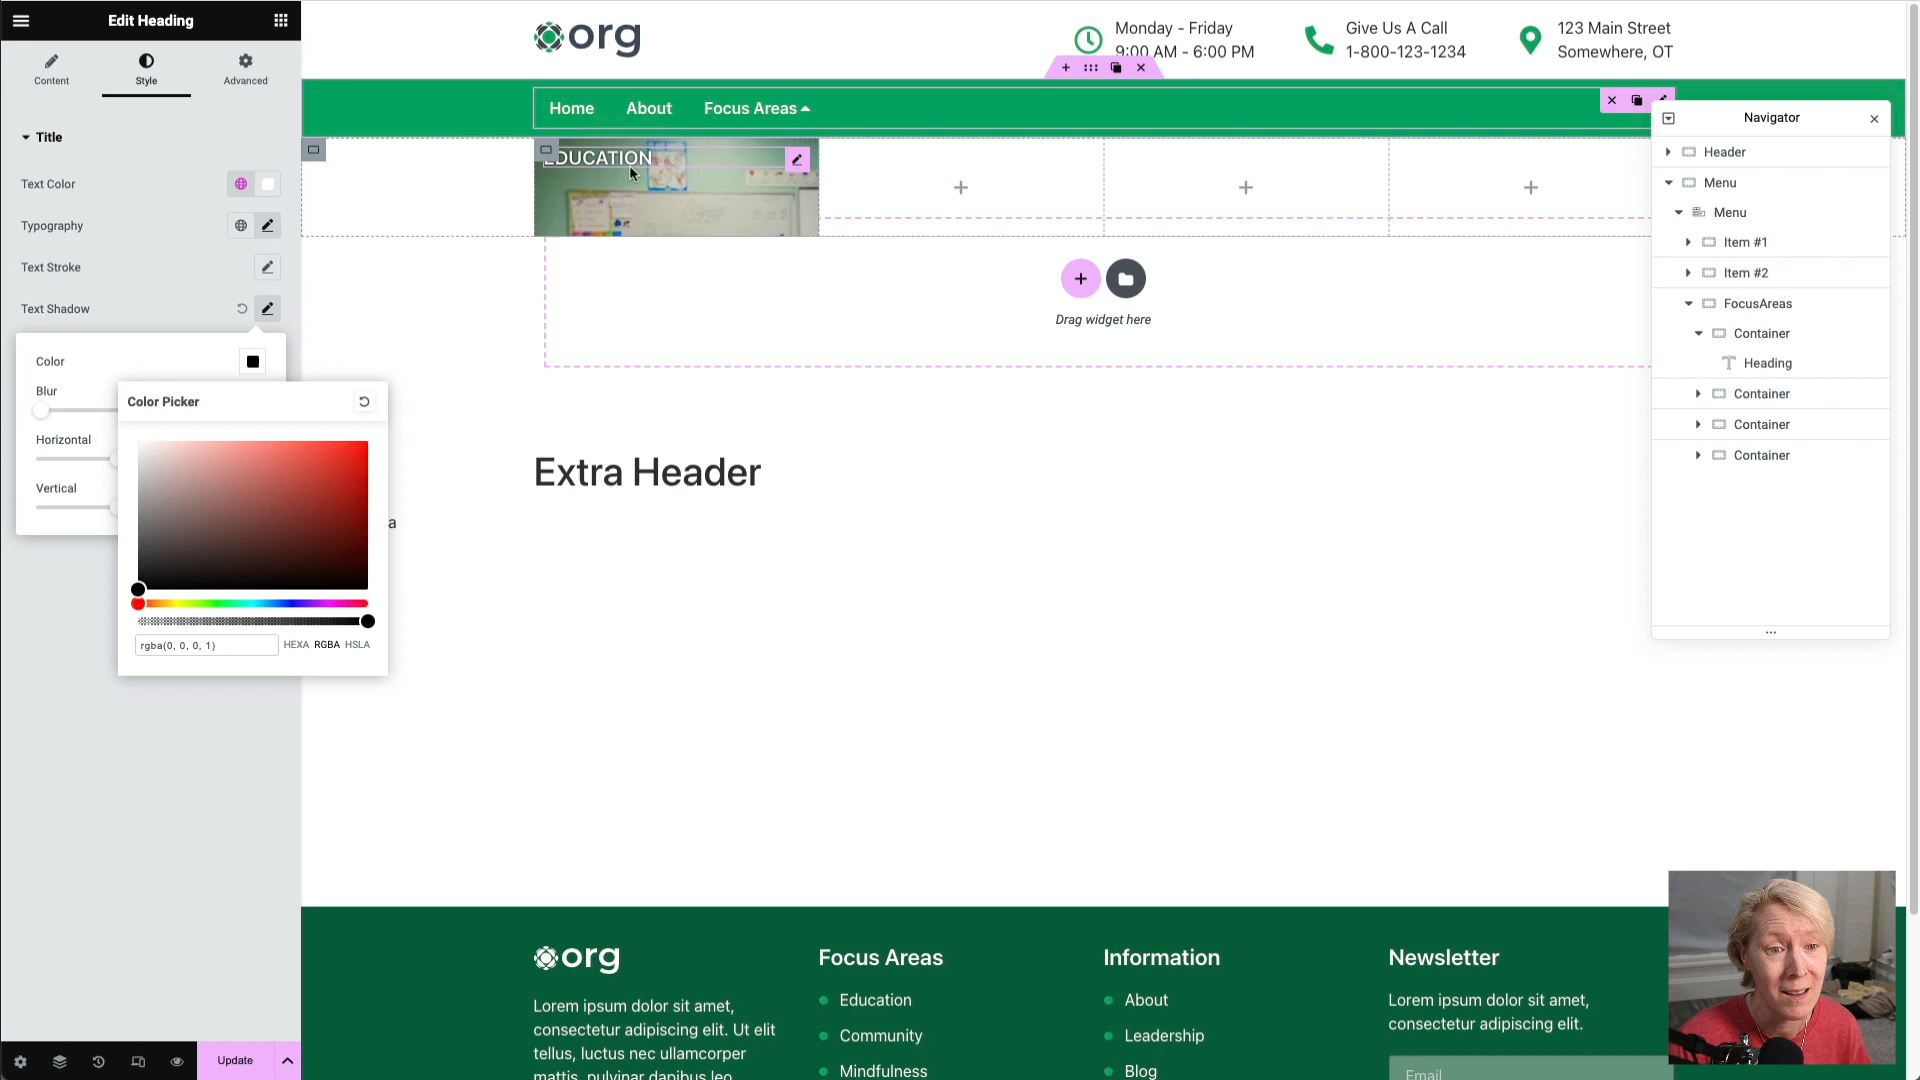 Edit Heading
Content
Style
Advanced
Title
Text Color
Typography
Text Stroke
Text Shadow
Color
Blur
Horizontal
Vertical
Color Picker
rgba(0, 0, 0, 1)
HEXA
RGBA
HSLA
Update
org
Monday - Friday
9:00 AM - 6:00 PM
Give Us A Call
1-800-123-1234
123 Main Street
Somewhere, OT
Home
About
Focus Areas
EDUCATION
Drag widget here
Extra Header
a
Navigator
Header
Menu
Menu
Item #1
Item #2
FocusAreas
Container
Heading
Container
Container
Container
org
Lorem ipsum dolor sit amet,
consectetur adipiscing elit. Ut elit
tellus, luctus nec ullamcorper
mattis, pulvinar dapibus leo.
Focus Areas
Education
Community
Mindfulness
Information
About
Leadership
Blog
Newsletter
Lorem ipsum dolor sit amet,
consectetur adipiscing elit.
Email